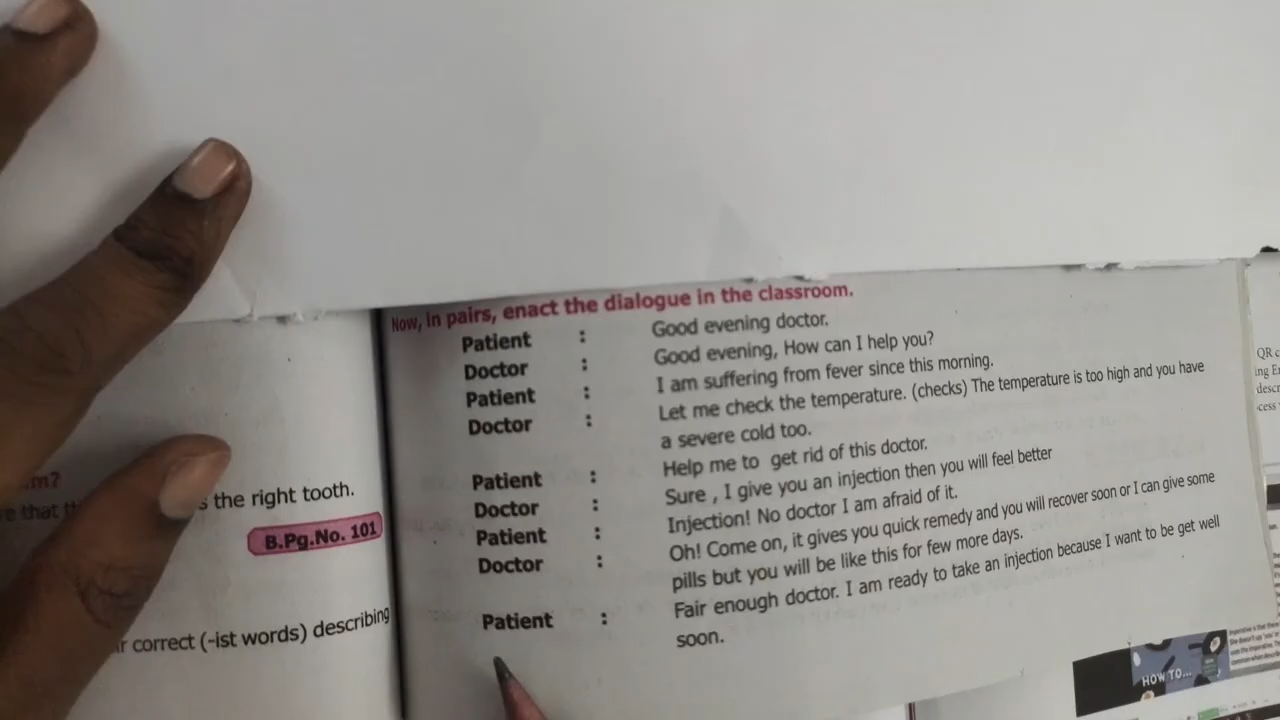 Now, in pairs, enact the dialogue in the classroom.
Patient : Good evening doctor.
Doctor : Good evening, How can I help you?
Patient : I am suffering from fever since this morning.
Doctor : Let me check the temperature. (checks) The temperature is too high and you have
a severe cold too.
Patient : Help me to get rid of this doctor.
Doctor : Sure , I give you an injection then you will feel better
Patient : Injection! No doctor I am afraid of it.
Doctor : Oh! Come on, it gives you quick remedy and you will recover soon or I can give some
pills but you will be like this for few more days.
Patient : Fair enough doctor. I am ready to take an injection because I want to be get well
soon.
the right tooth.
B.Pg.No. 101
correct (-ist words) describing
QR
HOW TO...